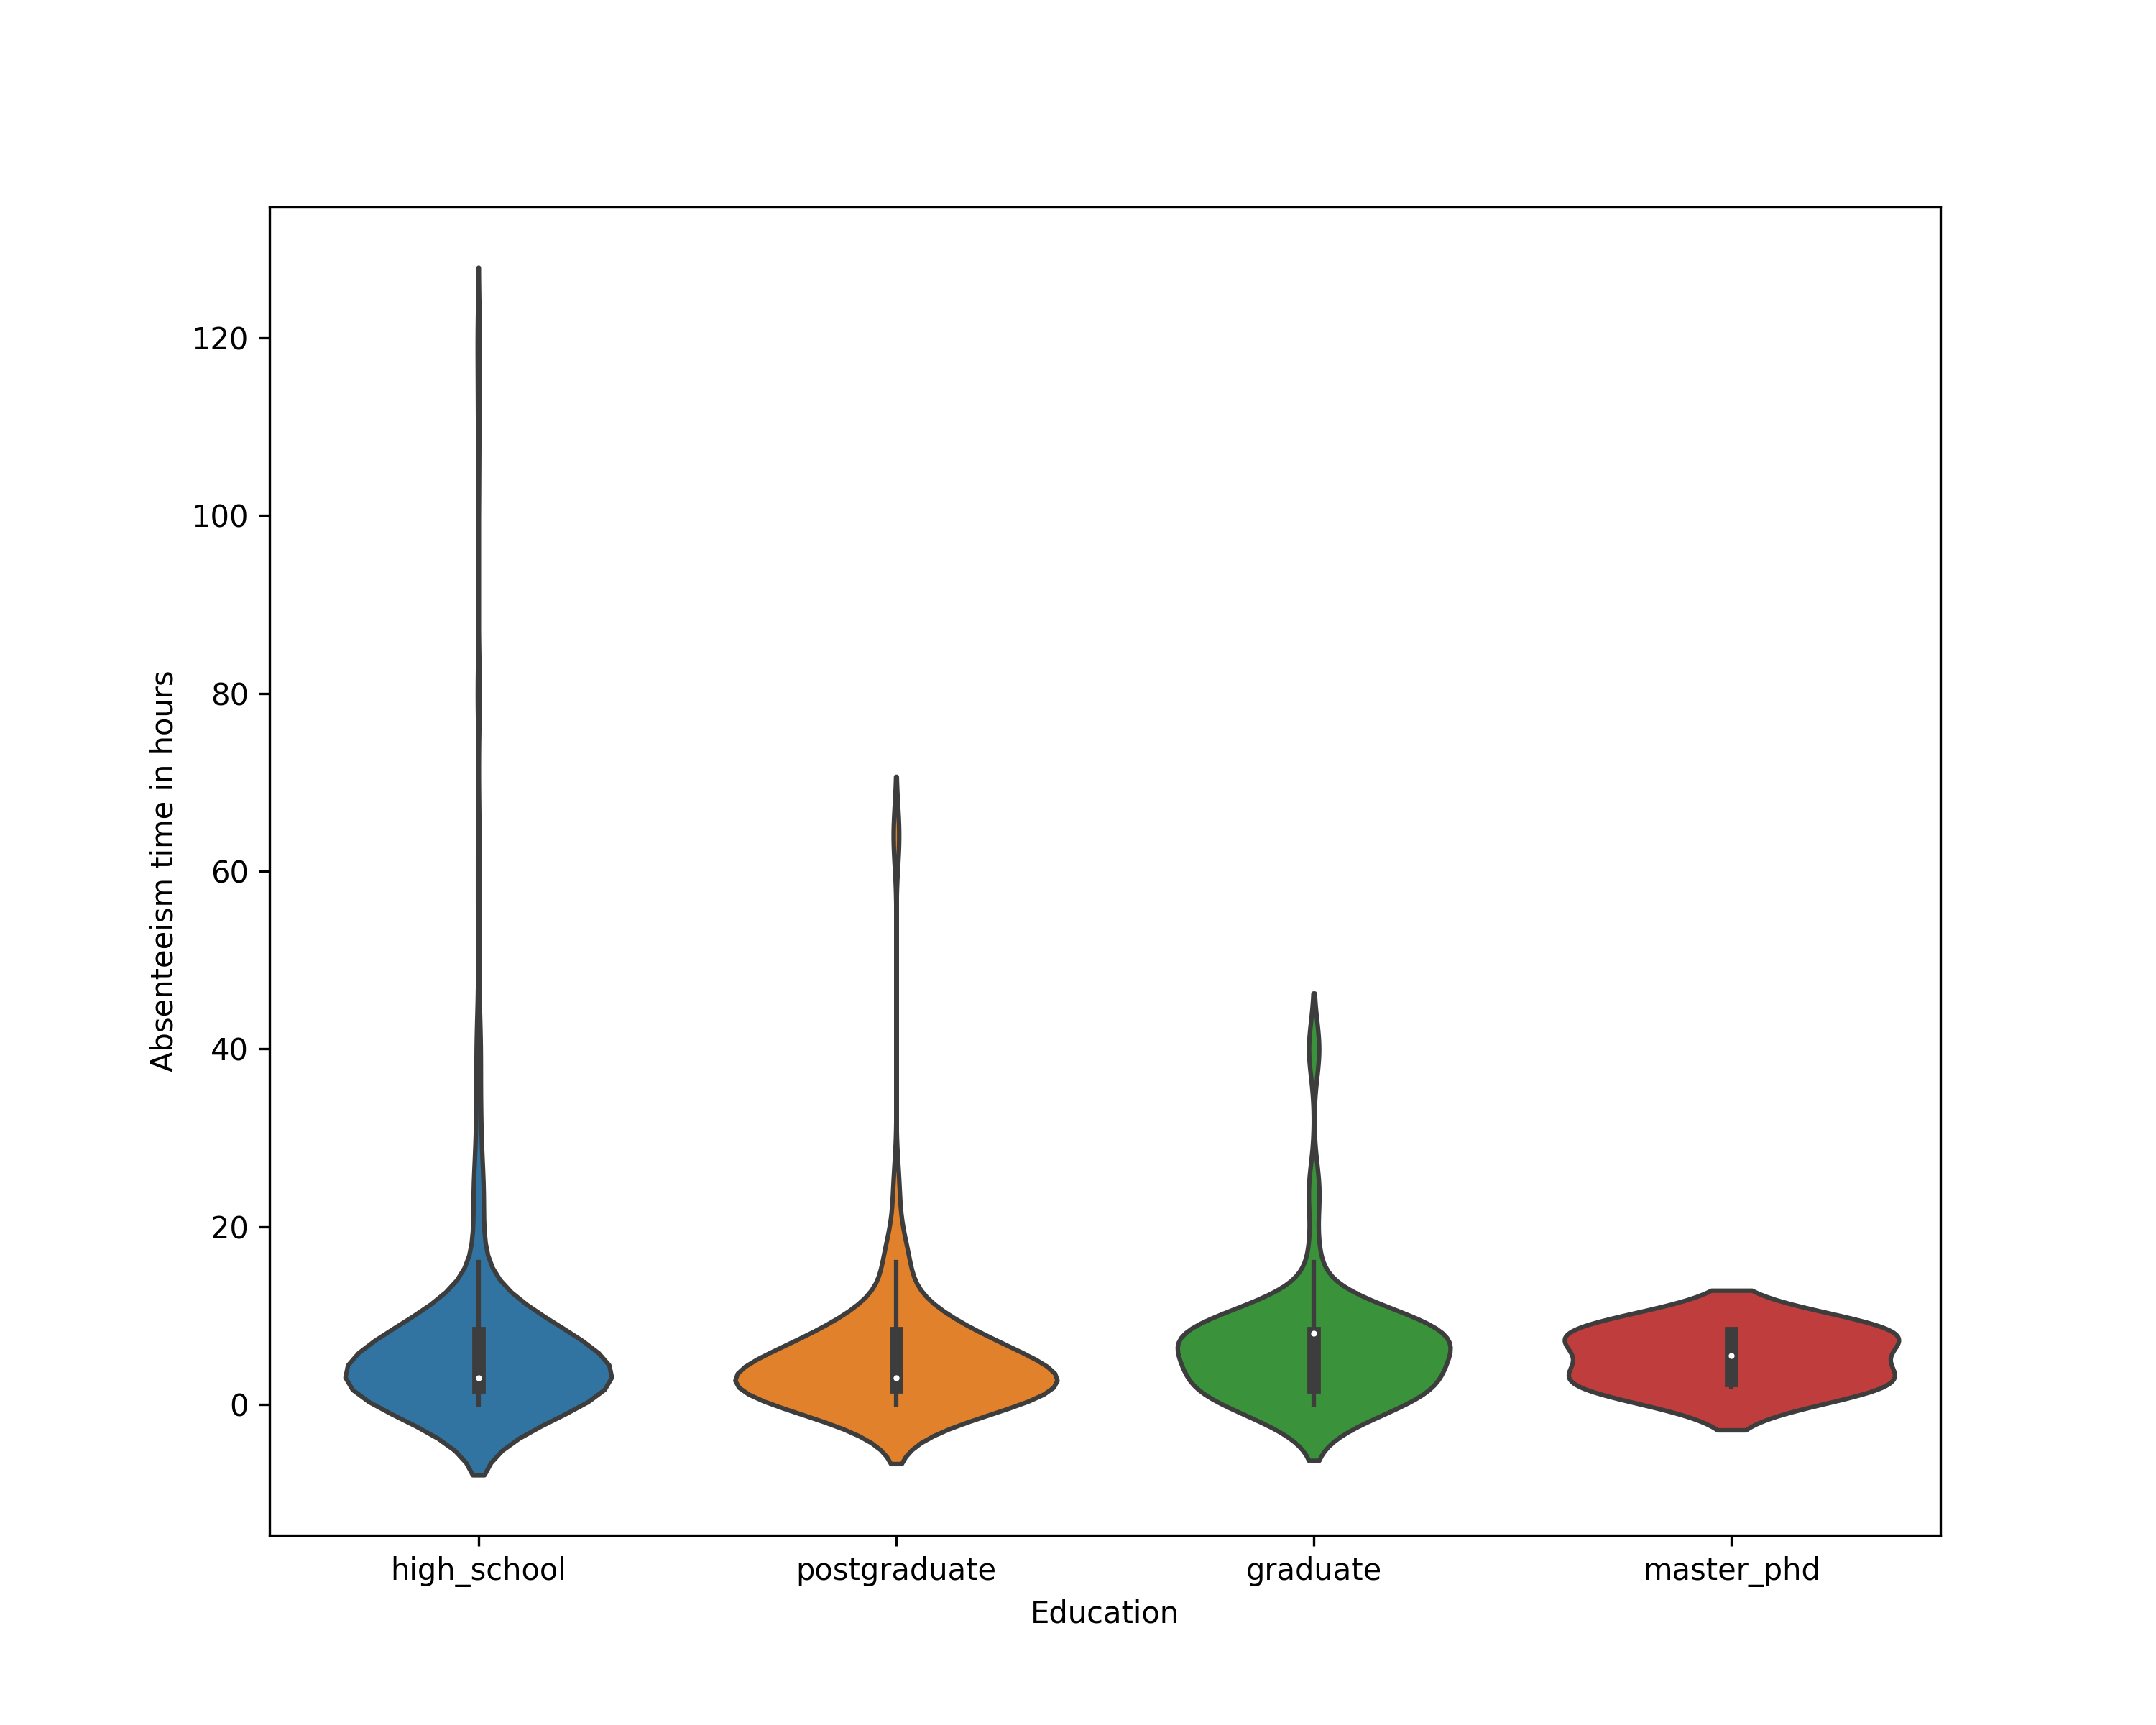 120
100
80
60
40
20
0
Absenteeism time in hours
high_school postgraduate graduate master_phd
Education